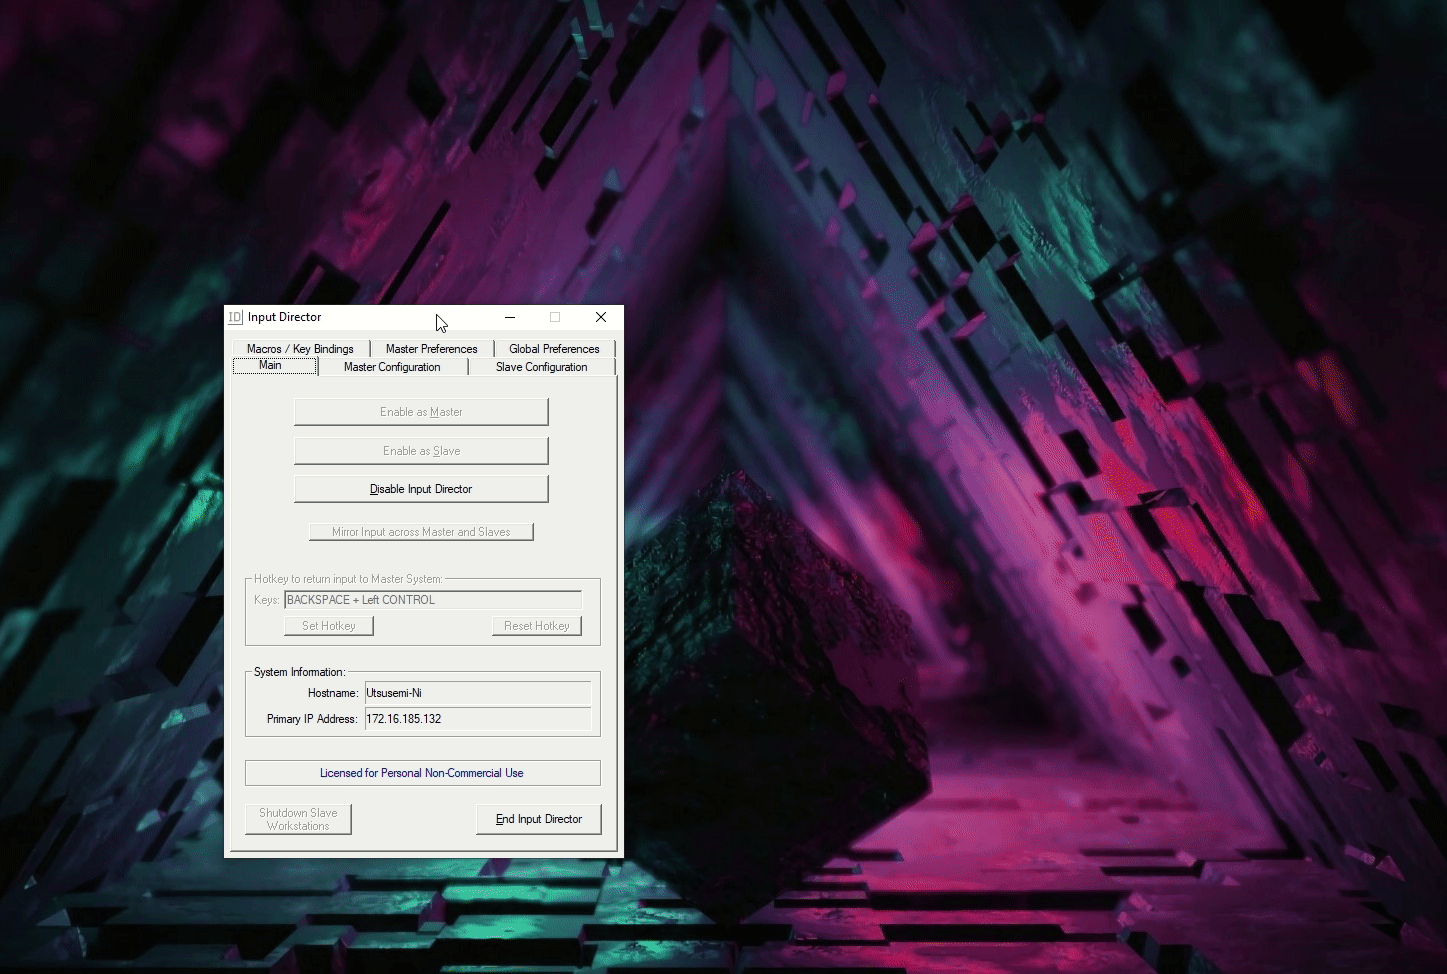 ID Input Director
Macros / Key Bindings Master Preferences Global Preferences
Main Master Configuration Slave Configuration
Enable as Master
Enable as Slave
Disable Input Director
Mirror Input across Master and Slaves
Hotkey to return input to Master System:
Keys: BACKSPACE + Left CONTROL
Set Hotkey Reset Hotkey
System Information:
Hostname: Utsusemi-Ni
Primary IP Address: 172.16.185.132
Licensed for Personal Non-Commercial Use
Shutdown Slave
Workstations
End Input Director